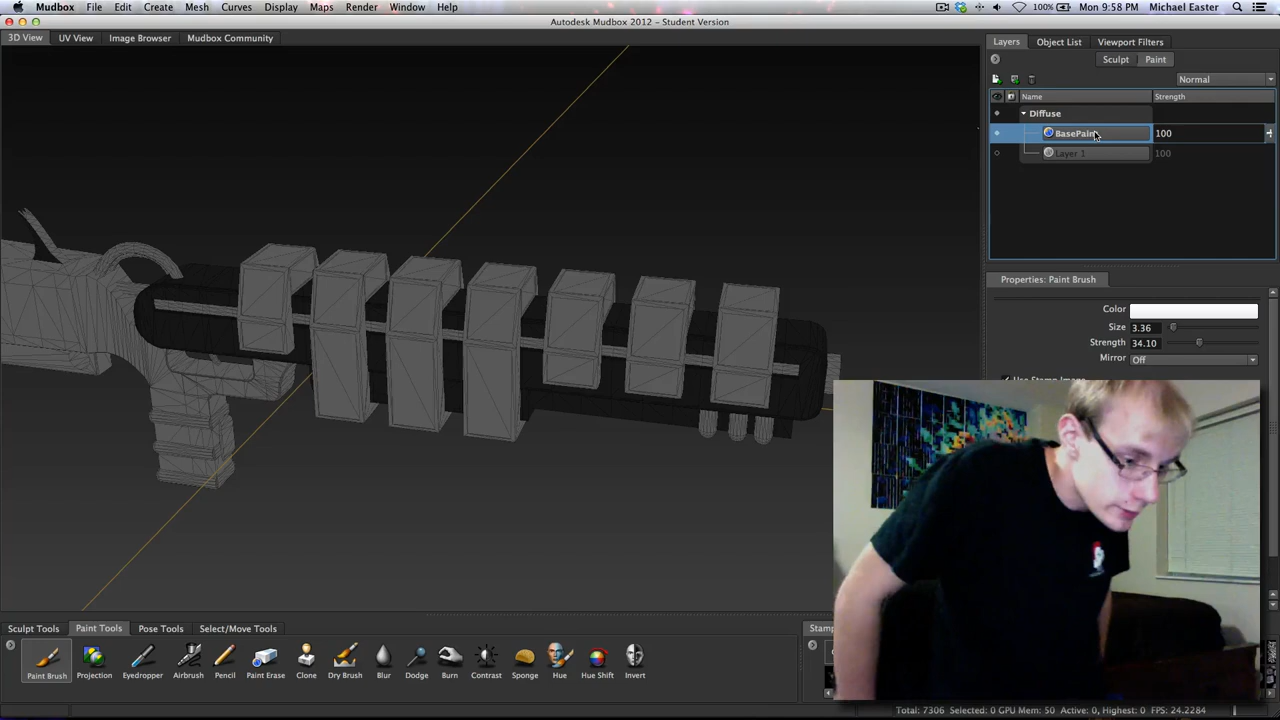 Mudbox File Edit Create Mesh Curves Display Maps Render Window Help 100% Mon 9:58 PM Michael Easter
Autodesk Mudbox 2012 - Student Version
3D View UV View Image Browser Mudbox Community
Layers Object List Viewport Filters
Sculpt Paint
Normal
Name Strength
Diffuse
BasePain 100
Layer 1 100
Properties: Paint Brush
Color
Size 3.36
Strength 34.10
Mirror Off
Use Stamp Image
Sculpt Tools Paint Tools Pose Tools Select/Move Tools
Stamp
Paint Brush Projection Eyedropper Airbrush Pencil Paint Erase Clone Dry Brush Blur Dodge Burn Contrast Sponge Hue Hue Shift Invert
Total: 7306 Selected: 0 GPU Mem: 50 Active: 0, Highest: 0 FPS: 24.2284